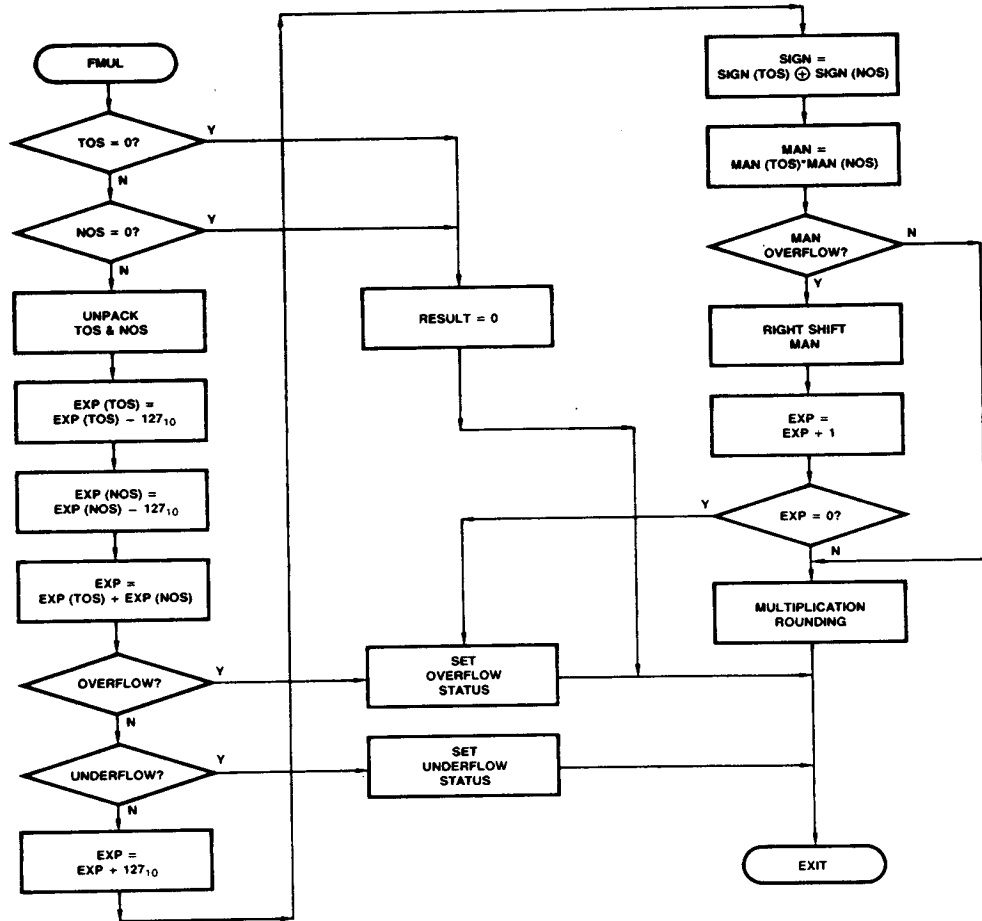 FMUL
TOS = 0?
Y
N
NOS = 0?
Y
N
UNPACK
TOS & NOS
EXP (TOS) =
EXP (TOS) − 127₁₀
EXP (NOS) =
EXP (NOS) − 127₁₀
EXP =
EXP (TOS) + EXP (NOS)
OVERFLOW?
Y
N
UNDERFLOW?
Y
N
EXP =
EXP + 127₁₀
RESULT = 0
SET
OVERFLOW
STATUS
SET
UNDERFLOW
STATUS
SIGN =
SIGN (TOS) ⊕ SIGN (NOS)
MAN =
MAN (TOS)*MAN (NOS)
MAN
OVERFLOW?
N
Y
RIGHT SHIFT
MAN
EXP =
EXP + 1
EXP = 0?
Y
N
MULTIPLICATION
ROUNDING
EXIT